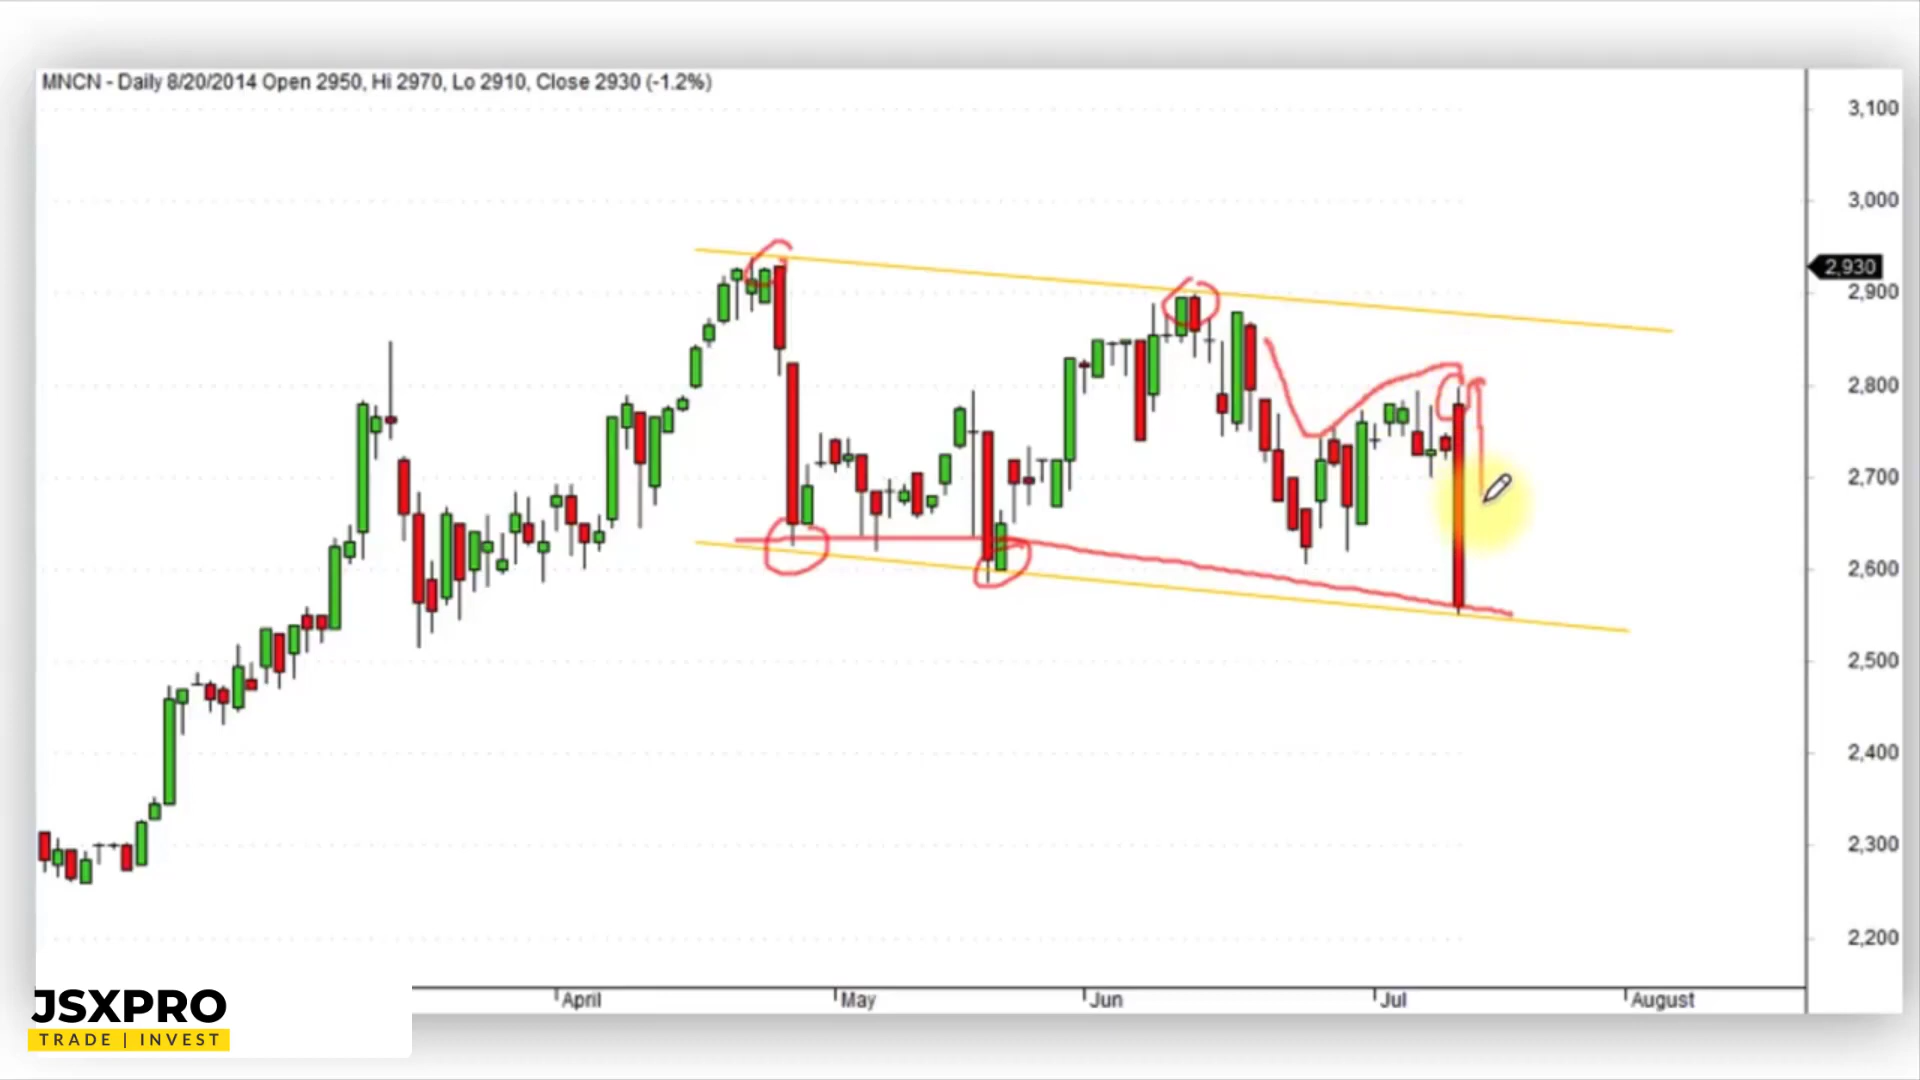 MNCN - Daily 8/20/2014 Open 2950, Hi 2970, Lo 2910, Close 2930 (-1.2%)
3,100
3,000
2,930
2,900
2,800
2,700
2,600
2,500
2,400
2,300
2,200
April May Jun Jul August
JSXPRO
TRADE | INVEST